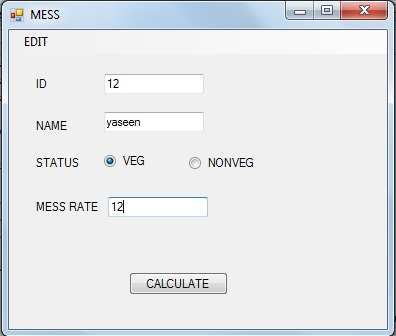 MESS
EDIT
ID 12
NAME yaseen
STATUS VEG NONVEG
MESS RATE 12
CALCULATE